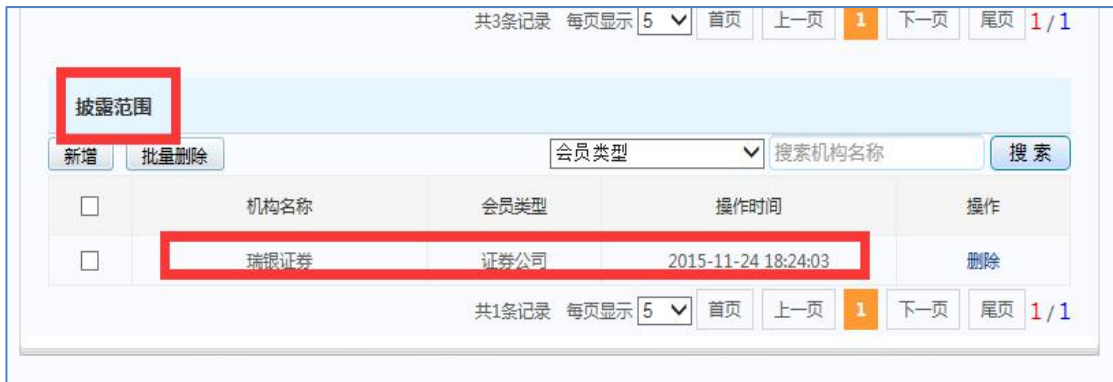 共3条记录 每页显示 5 首页 上一页 1 下一页 尾页 1/1
披露范围
新增 批量删除 会员类型 搜索机构名称 搜索
机构名称 会员类型 操作时间 操作
瑞银证券 证券公司 2015-11-24 18:24:03 删除
共1条记录 每页显示 5 首页 上一页 1 下一页 尾页 1/1